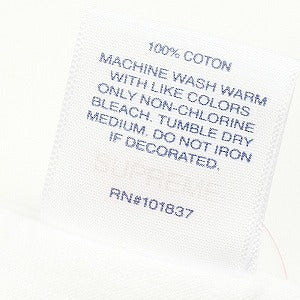 100% COTON
MACHINE WASH WARM
WITH LIKE COLORS
ONLY NON-CHLORINE
BLEACH. TUMBLE DRY
MEDIUM. DO NOT IRON
IF DECORATED.
SUPREME
RN#101837